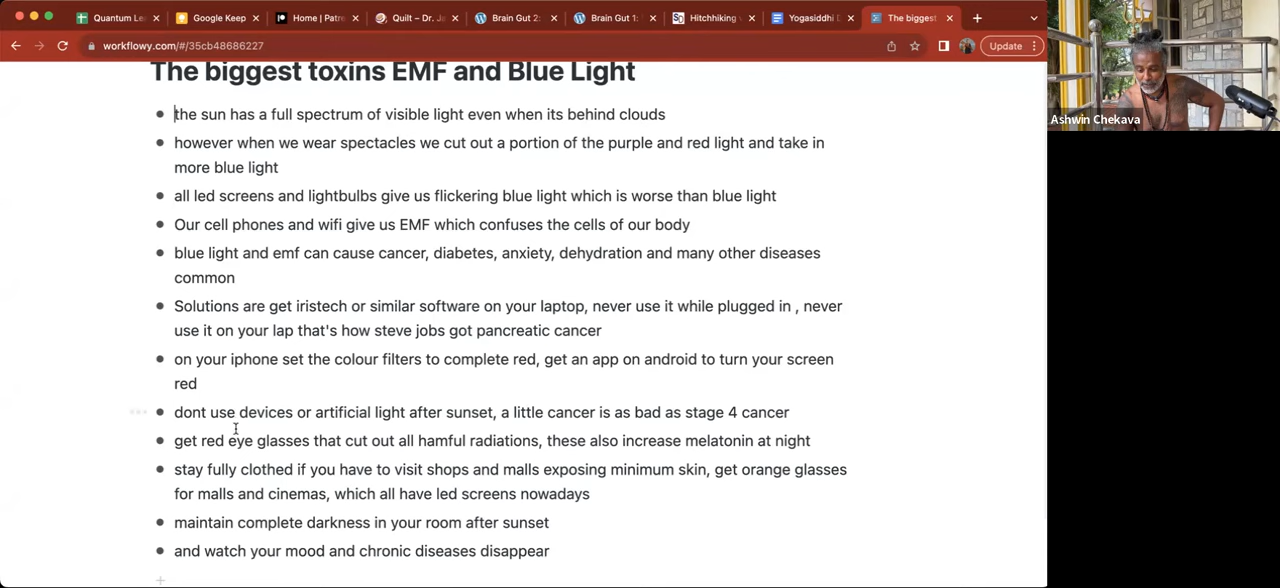 Quantum Le
Google Keep
Home | Patre
Quilt – Dr. Ja
Brain Gut 2:
Brain Gut 1:
Hitchhiking
Yogasiddhi D
The biggest
workflowy.com/#/35cb48686227
Update
Ashwin Chekava
The biggest toxins EMF and Blue Light
the sun has a full spectrum of visible light even when its behind clouds
however when we wear spectacles we cut out a portion of the purple and red light and take in
more blue light
all led screens and lightbulbs give us flickering blue light which is worse than blue light
Our cell phones and wifi give us EMF which confuses the cells of our body
blue light and emf can cause cancer, diabetes, anxiety, dehydration and many other diseases
common
Solutions are get iristech or similar software on your laptop, never use it while plugged in , never
use it on your lap that's how steve jobs got pancreatic cancer
on your iphone set the colour filters to complete red, get an app on android to turn your screen
red
dont use devices or artificial light after sunset, a little cancer is as bad as stage 4 cancer
get red eye glasses that cut out all hamful radiations, these also increase melatonin at night
stay fully clothed if you have to visit shops and malls exposing minimum skin, get orange glasses
for malls and cinemas, which all have led screens nowadays
maintain complete darkness in your room after sunset
and watch your mood and chronic diseases disappear